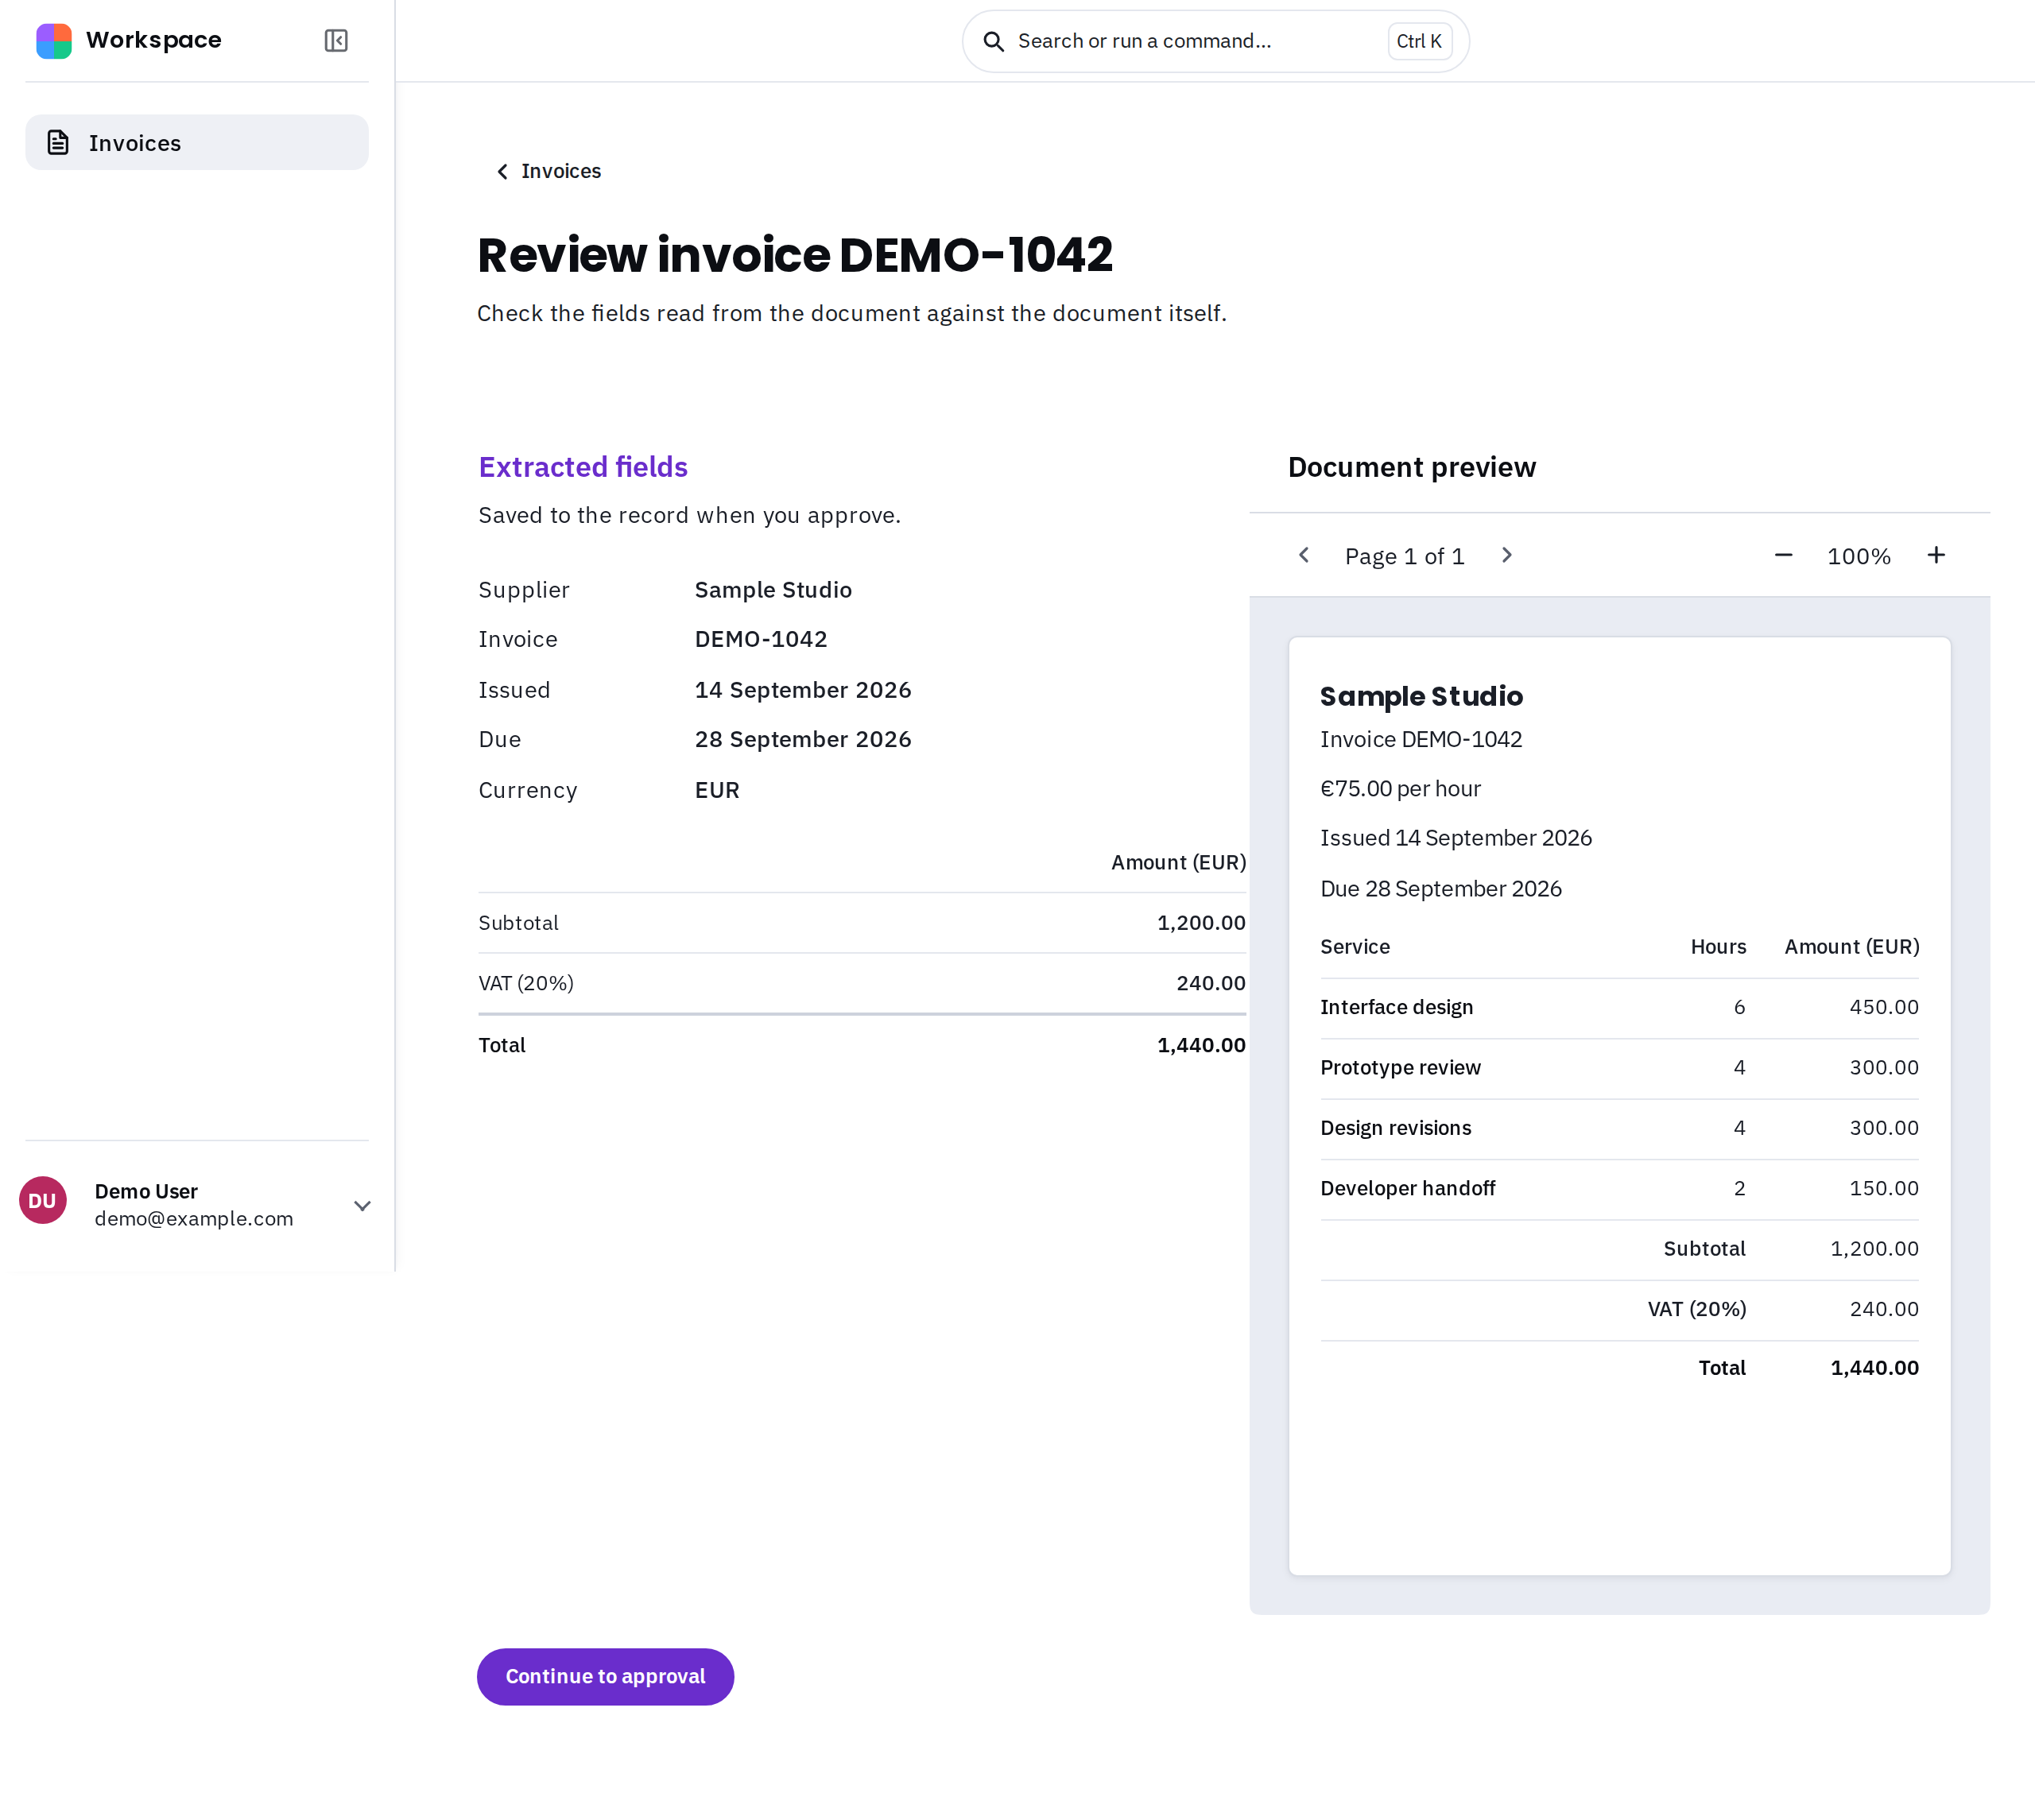 Workspace
Search or run a command...
Ctrl K
Invoices
Invoices
Review invoice DEMO-1042
Check the fields read from the document against the document itself.
Extracted fields
Saved to the record when you approve.
Supplier Sample Studio
Invoice DEMO-1042
Issued 14 September 2026
Due 28 September 2026
Currency EUR
Amount (EUR)
Subtotal 1,200.00
VAT (20%) 240.00
Total 1,440.00
Document preview
Page 1 of 1
100%
Sample Studio
Invoice DEMO-1042
€75.00 per hour
Issued 14 September 2026
Due 28 September 2026
Service Hours Amount (EUR)
Interface design 6 450.00
Prototype review 4 300.00
Design revisions 4 300.00
Developer handoff 2 150.00
Subtotal 1,200.00
VAT (20%) 240.00
Total 1,440.00
DU
Demo User
demo@example.com
Continue to approval